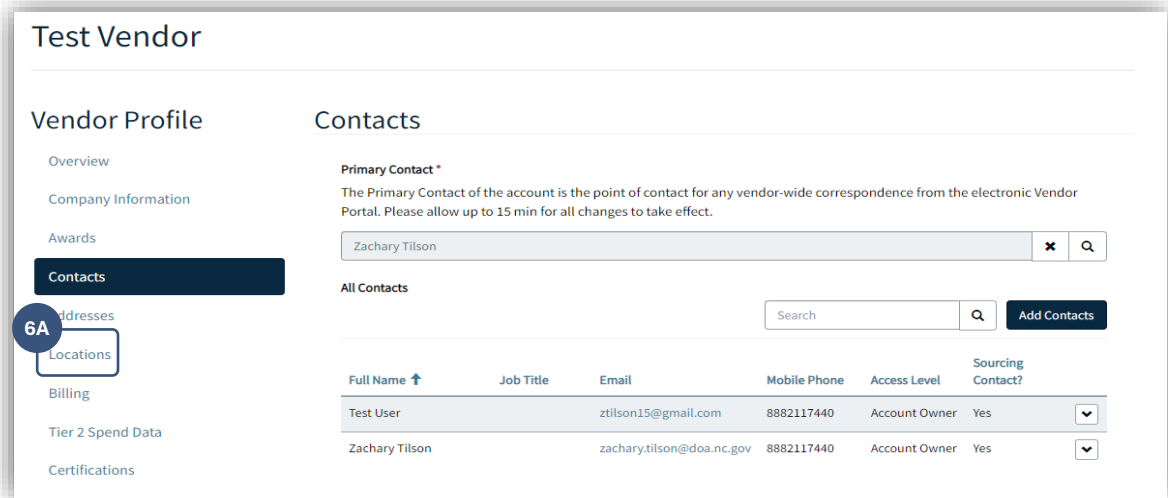 Test Vendor
Vendor Profile
Overview
Company Information
Awards
Contacts
ddresses
6A
Locations
Billing
Tier 2 Spend Data
Certifications
Contacts
Primary Contact *
The Primary Contact of the account is the point of contact for any vendor-wide correspondence from the electronic Vendor
Portal. Please allow up to 15 min for all changes to take effect.
Zachary Tilson
All Contacts
Search
Add Contacts
Full Name Job Title Email Mobile Phone Access Level Sourcing Contact?
Test User ztilson15@gmail.com 8882117440 Account Owner Yes
Zachary Tilson zachary.tilson@doa.nc.gov 8882117440 Account Owner Yes